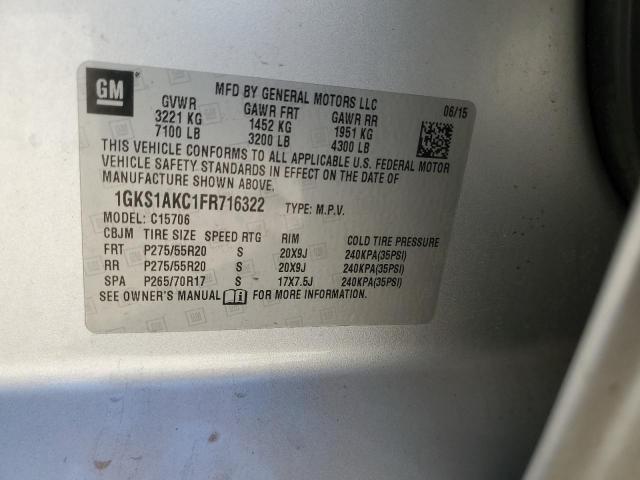 GM
MFD BY GENERAL MOTORS LLC
06/15
GVWR GAWR FRT GAWR RR
3221 KG 1452 KG 1951 KG
7100 LB 3200 LB 4300 LB
THIS VEHICLE CONFORMS TO ALL APPLICABLE U.S. FEDERAL MOTOR
VEHICLE SAFETY STANDARDS IN EFFECT ON THE DATE OF
MANUFACTURE SHOWN ABOVE.
1GKS1AKC1FR716322 TYPE: M.P.V.
MODEL: C15706
CBJM TIRE SIZE SPEED RTG RIM COLD TIRE PRESSURE
FRT P275/55R20 S 20X9J 240KPA(35PSI)
RR P275/55R20 S 20X9J 240KPA(35PSI)
SPA P265/70R17 S 17X7.5J 240KPA(35PSI)
SEE OWNER'S MANUAL i FOR MORE INFORMATION.